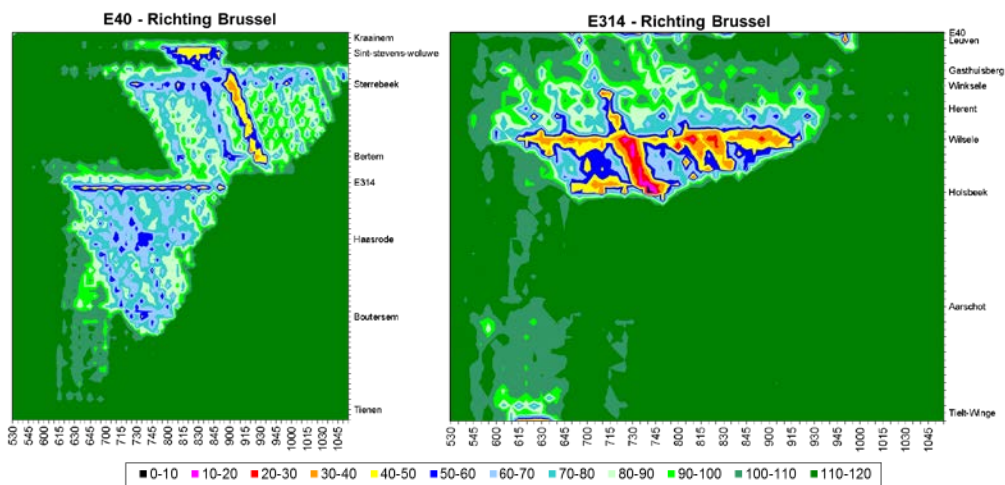 E40 - Richting Brussel
Kraainem
Sint-stevens-woluwe
Sterrebeek
Bertem
E314
Haasrode
Boutersem
Tienen
530 545 600 615 630 645 700 715 730 745 800 815 830 845 900 915 930 945 1000 1015 1030 1045
E314 - Richting Brussel
E40
Leuven
Gasthuisberg
Winksele
Herent
Wilsele
Holsbeek
Aarschot
Tielt-Winge
530 545 600 615 630 645 700 715 730 745 800 815 830 845 900 915 930 945 1000 1015 1030 1045
0-10 10-20 20-30 30-40 40-50 50-60 60-70 70-80 80-90 90-100 100-110 110-120